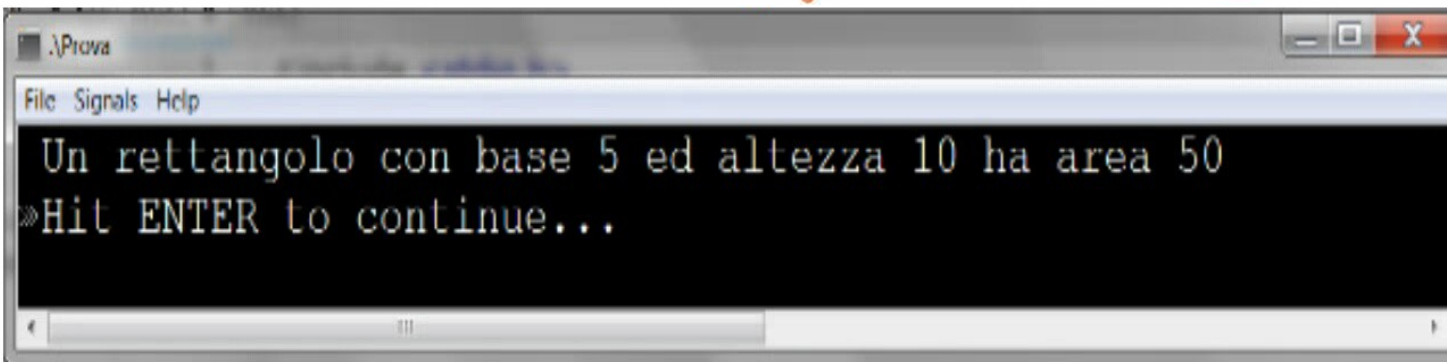 .\Prova
File Signals Help
Un rettangolo con base 5 ed altezza 10 ha area 50
»Hit ENTER to continue...